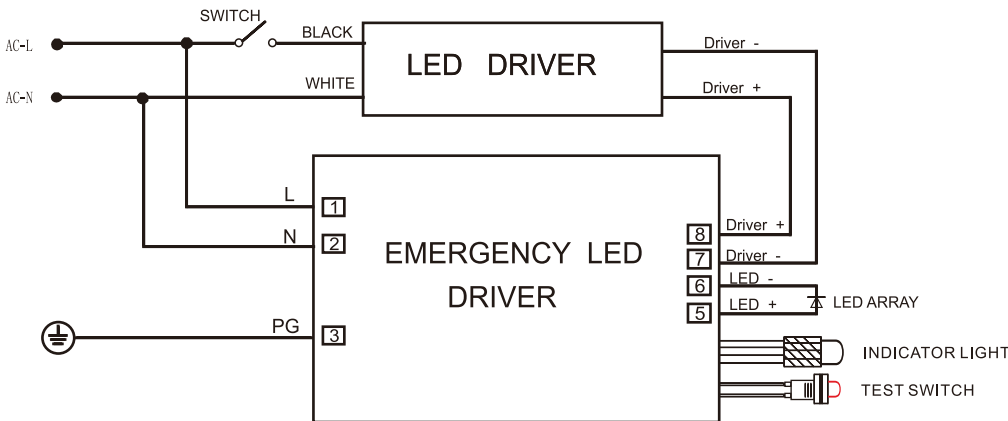 SWITCH
AC-L
BLACK
Driver -
LED DRIVER
WHITE
Driver +
AC-N
L
1
N
2
EMERGENCY LED
DRIVER
8
Driver +
7
Driver -
6
LED -
LED ARRAY
5
LED +
PG
3
INDICATOR LIGHT
TEST SWITCH